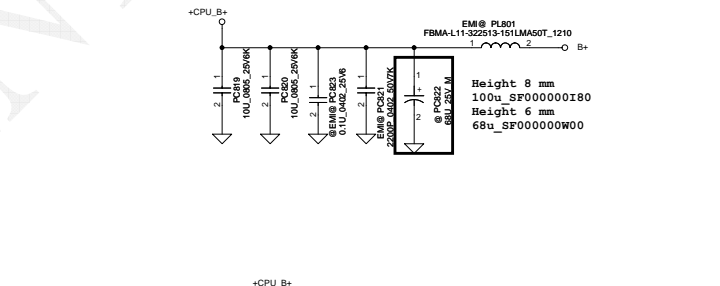 +CPU_B+
EMI@ PL801
FBMA-L11-322513-151LMA50T_1210
1 2
B+
1
2
PC819
10U_0805_25V6K
1
2
PC820
10U_0805_25V6K
1
2
@EMI@ PC823
0.1U_0402_25V6
1
2
EMI@ PC821
2200P_0402_50V7K
1
+
2
@ PC822
68U_25V_M
Height 8 mm
100u_SF000000I80
Height 6 mm
68u_SF000000W00
+CPU_B+